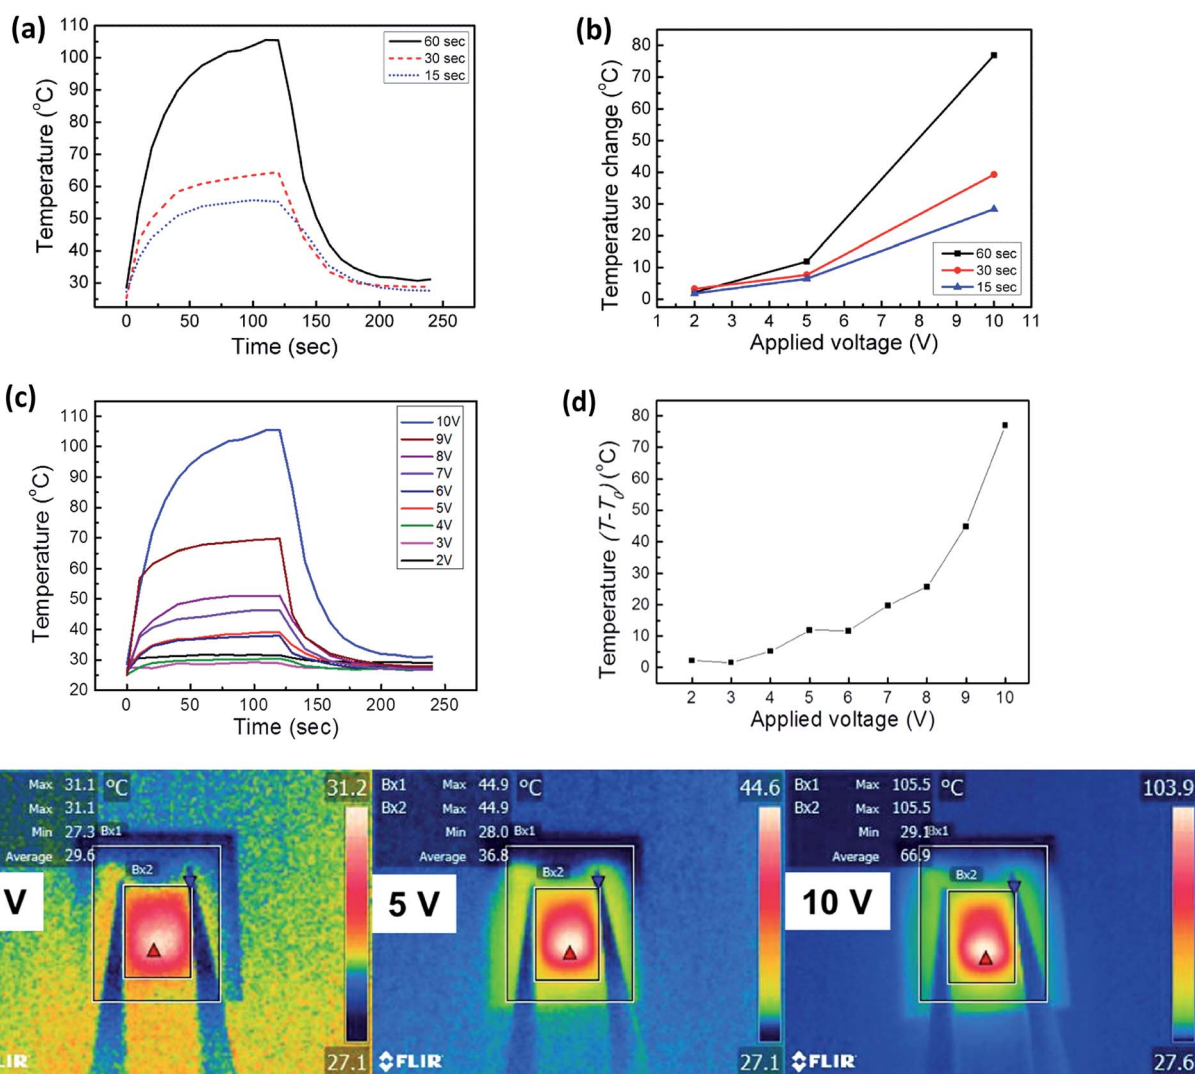 (a)
Temperature (°C)
110
100
90
80
70
60
50
40
30
60 sec
30 sec
15 sec
0 50 100 150 200 250
Time (sec)
(b)
Temperature change (°C)
80
70
60
50
40
30
20
10
0
60 sec
30 sec
15 sec
1 2 3 4 5 6 7 8 9 10 11
Applied voltage (V)
(c)
Temperature (°C)
110
100
90
80
70
60
50
40
30
20
10V
9V
8V
7V
6V
5V
4V
3V
2V
0 50 100 150 200 250
Time (sec)
(d)
Temperature (T-T0) (°C)
80
70
60
50
40
30
20
10
0
2 3 4 5 6 7 8 9 10
Applied voltage (V)
Max 31.1 °C 31.2
Max 31.1
Min 27.3
Bx1
Average 29.6
Bx2
V
LIR 27.1
Bx1 Max 44.9 °C 44.6
Bx2 Max 44.9
Min 28.0 Bx1
Average 36.8
Bx2
5 V
FLIR 27.1
Bx1 Max 105.5 °C 103.9
Bx2 Max 105.5
Min 29.1 Bx1
Average 66.9
Bx2
10 V
FLIR 27.6